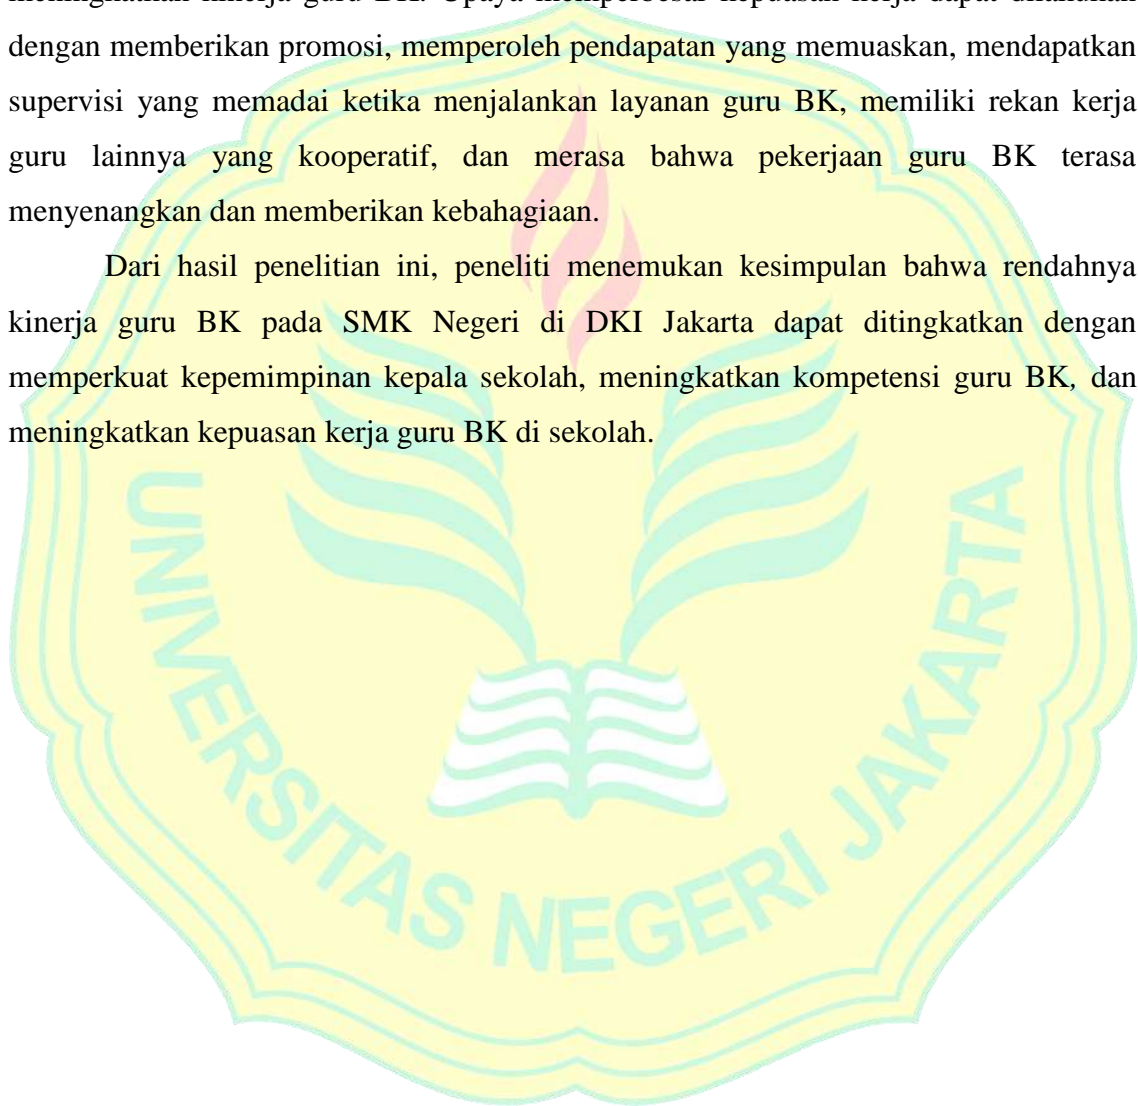 meningkatkan kinerja guru BK. Upaya memperbesar kepuasan kerja dapat dilakukan
dengan memberikan promosi, memperoleh pendapatan yang memuaskan, mendapatkan
supervisi yang memadai ketika menjalankan layanan guru BK, memiliki rekan kerja
guru lainnya yang kooperatif, dan merasa bahwa pekerjaan guru BK terasa
menyenangkan dan memberikan kebahagiaan.
Dari hasil penelitian ini, peneliti menemukan kesimpulan bahwa rendahnya
kinerja guru BK pada SMK Negeri di DKI Jakarta dapat ditingkatkan dengan
memperkuat kepemimpinan kepala sekolah, meningkatkan kompetensi guru BK, dan
meningkatkan kepuasan kerja guru BK di sekolah.
UNIVERSITAS NEGERI JAKARTA